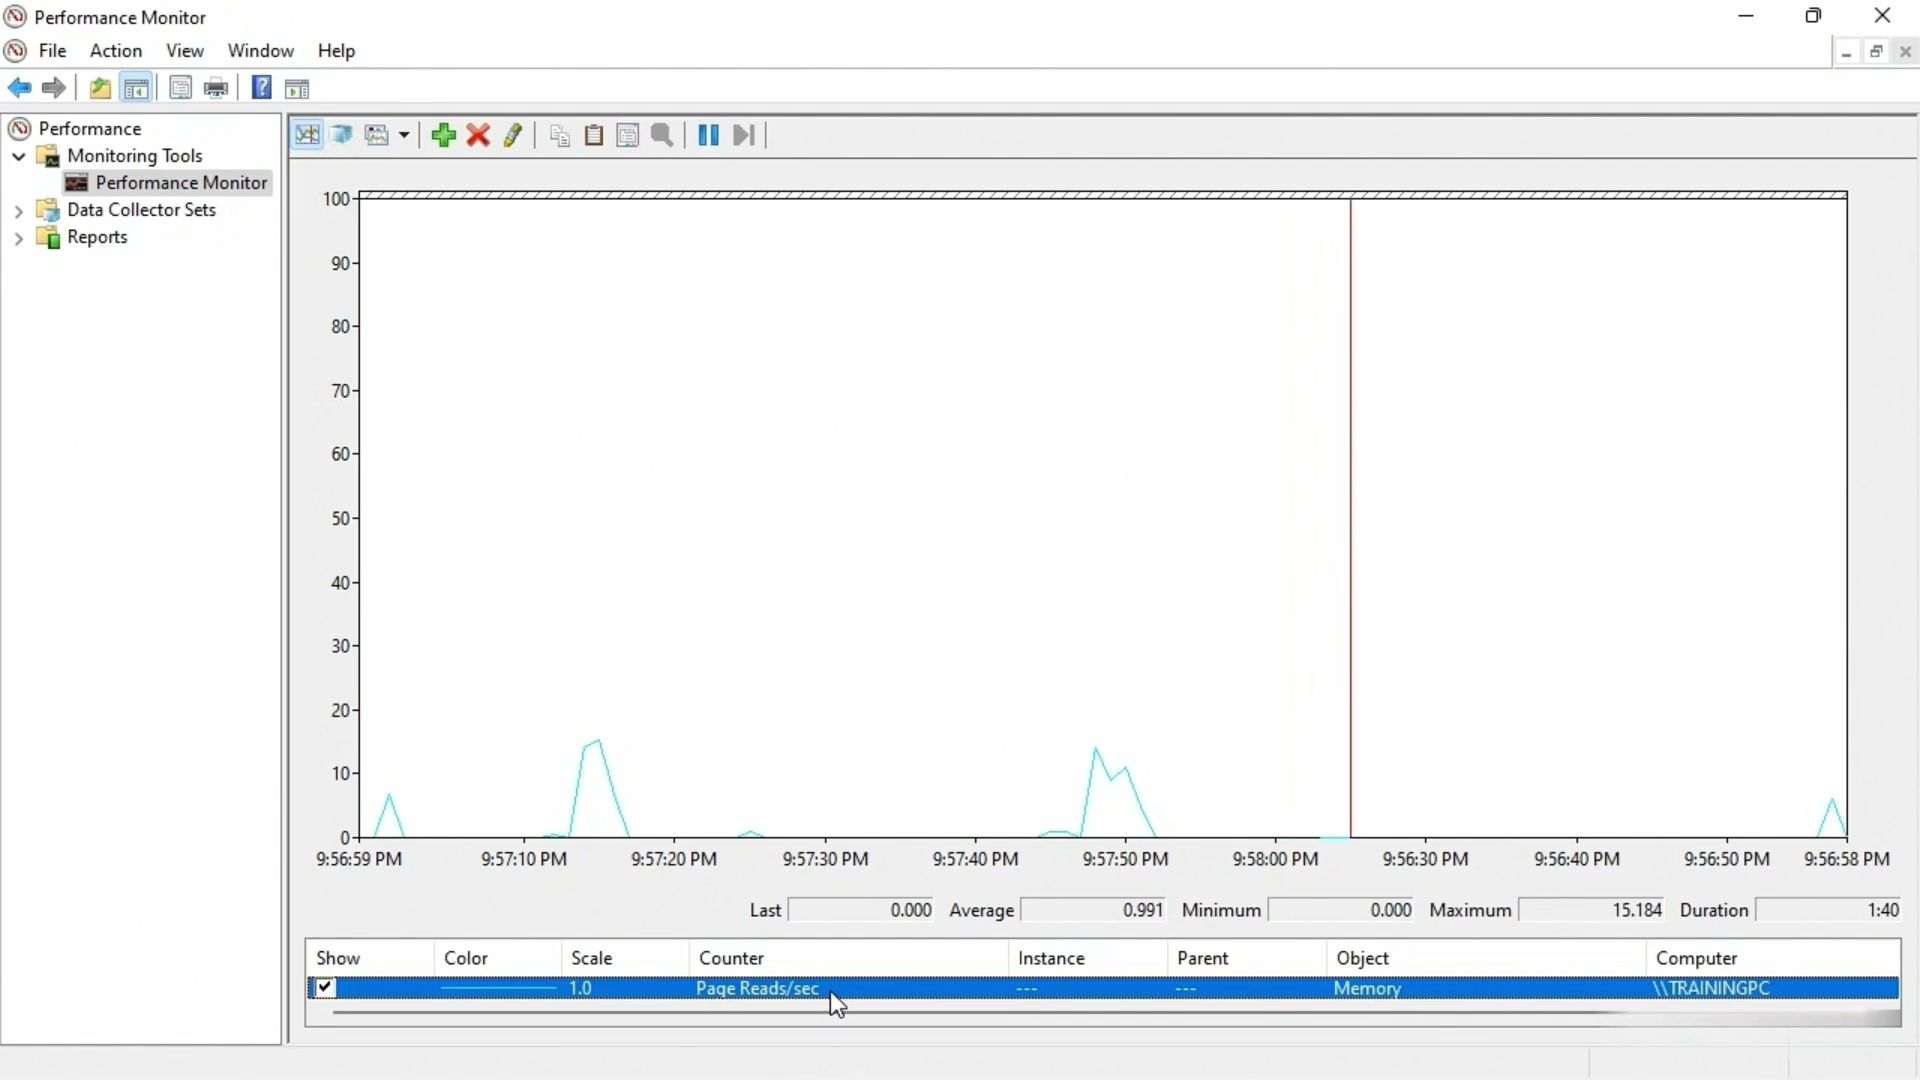 Performance Monitor
File Action View Window Help
Performance
Monitoring Tools
Performance Monitor
Data Collector Sets
Reports
100
90
80
70
60
50
40
30
20
10
0
9:56:59 PM 9:57:10 PM 9:57:20 PM 9:57:30 PM 9:57:40 PM 9:57:50 PM 9:58:00 PM 9:56:30 PM 9:56:40 PM 9:56:50 PM 9:56:58 PM
Last 0.000 Average 0.991 Minimum 0.000 Maximum 15.184 Duration 1:40
Show Color Scale Counter Instance Parent Object Computer
1.0 Page Reads/sec --- --- Memory \\TRAININGPC